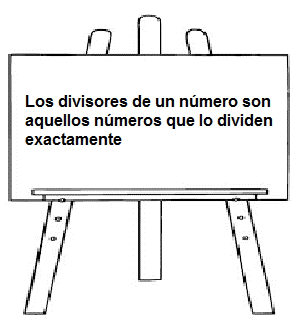 Los divisores de un número son
aquellos números que lo dividen
exactamente